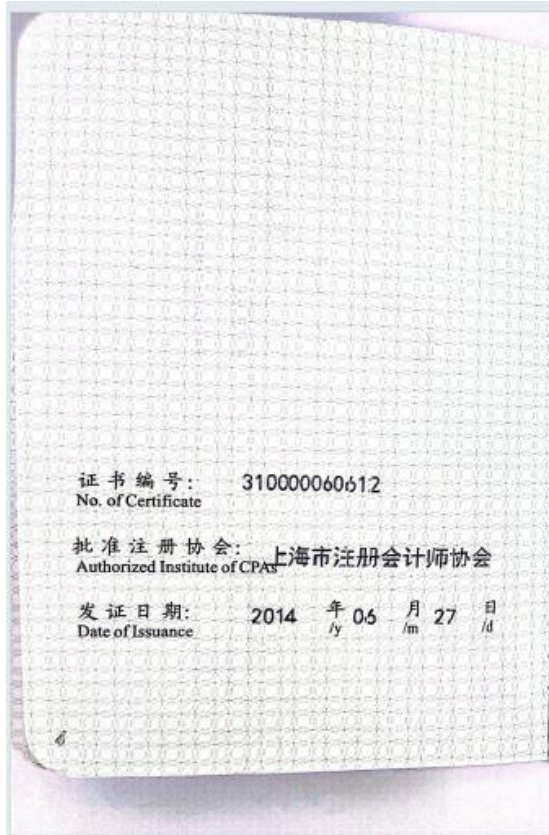 证书编号: 310000060612
No. of Certificate
批准注册协会: 上海市注册会计师协会
Authorized Institute of CPAs
发证日期: 2014 年 06 月 27 日
Date of Issuance /y /m /d
6